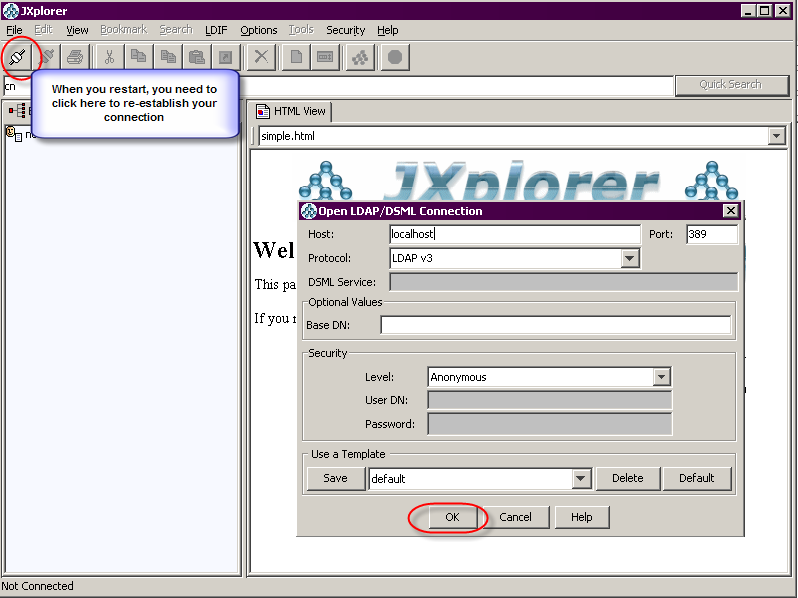 JXplorer
File Edit View Bookmark Search LDIF Options Tools Security Help
cn
Quick Search
When you restart, you need to
click here to re-establish your
connection
HTML View
simple.html
JXplorer
Open LDAP/DSML Connection
Host: localhost Port: 389
Wel
Protocol: LDAP v3
This pa
DSML Service:
Optional Values
If you
Base DN:
Security
Level: Anonymous
User DN:
Password:
Use a Template
Save default Delete Default
OK Cancel Help
Not Connected